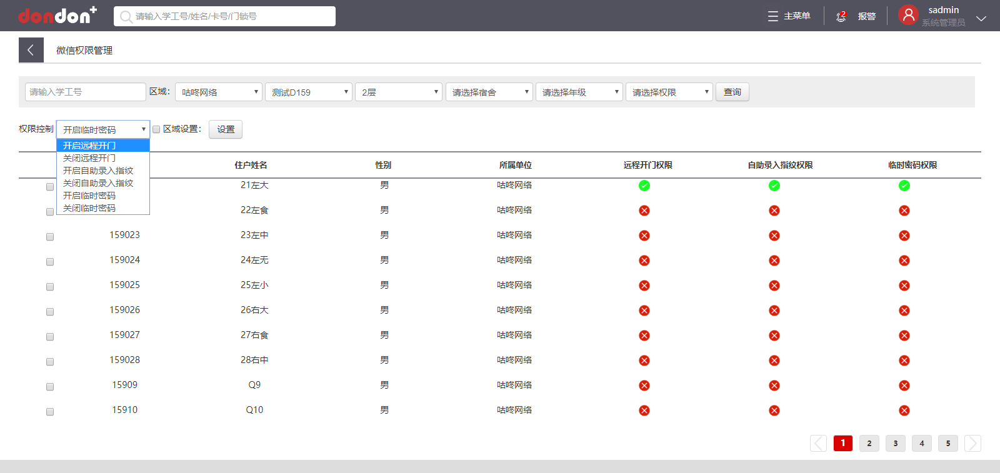 dondon+ 请输入学工号/姓名/卡号/门锁号 主菜单 2 报警 sadmin
系统管理员
微信权限管理
请输入学工号 区域: 咕咚网络 测试D159 2层 请选择宿舍 请选择年级 请选择权限 查询
权限控制 开启临时密码 区域设置: 设置
开启远程开门
关闭远程开门
开启自助录入指纹
关闭自助录入指纹
开启临时密码
关闭临时密码
住户姓名 性别 所属单位 远程开门权限 自助录入指纹权限 临时密码权限
21左大 男 咕咚网络
22左食 男 咕咚网络
159023 23左中 男 咕咚网络
159024 24左无 男 咕咚网络
159025 25左小 男 咕咚网络
159026 26右大 男 咕咚网络
159027 27右食 男 咕咚网络
159028 28右中 男 咕咚网络
15909 Q9 男 咕咚网络
15910 Q10 男 咕咚网络
1 2 3 4 5